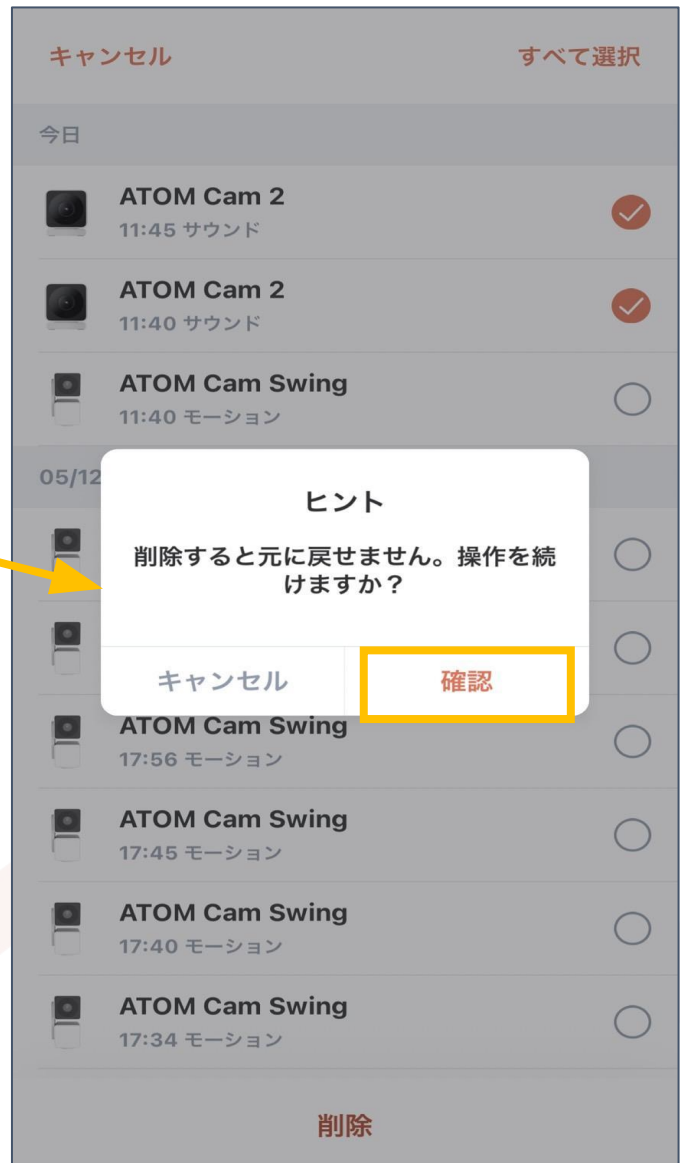 キャンセル
すべて選択
今日
ATOM Cam 2
11:45 サウンド
ATOM Cam 2
11:40 サウンド
ATOM Cam Swing
11:40 モーション
05/12
ヒント
削除すると元に戻せません。操作を続
けますか？
キャンセル
確認
ATOM Cam Swing
17:56 モーション
ATOM Cam Swing
17:45 モーション
ATOM Cam Swing
17:40 モーション
ATOM Cam Swing
17:34 モーション
削除